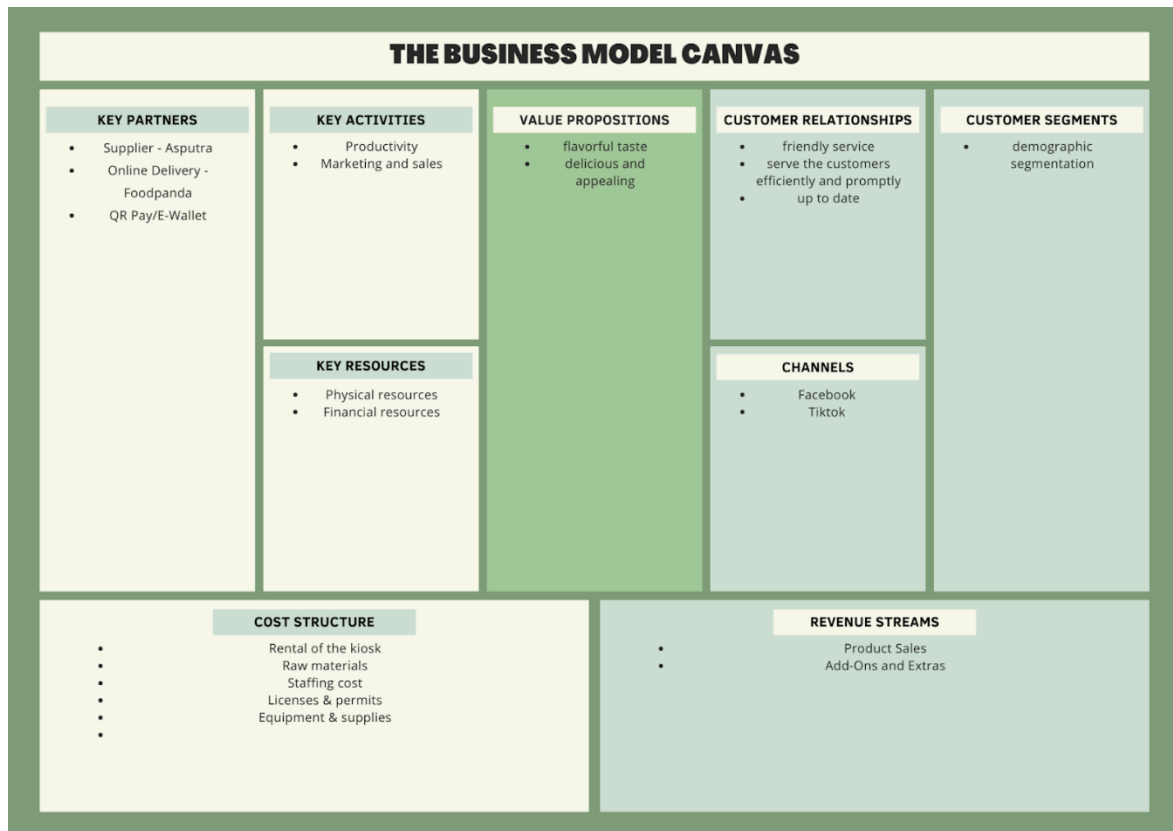 THE BUSINESS MODEL CANVAS
KEY PARTNERS
• Supplier - Asputra
• Online Delivery -
Foodpanda
• QR Pay/E-Wallet
KEY ACTIVITIES
• Productivity
• Marketing and sales
KEY RESOURCES
• Physical resources
• Financial resources
VALUE PROPOSITIONS
• flavorful taste
• delicious and
appealing
CUSTOMER RELATIONSHIPS
• friendly service
• serve the customers
efficiently and promptly
• up to date
CHANNELS
• Facebook
• Tiktok
CUSTOMER SEGMENTS
• demographic
segmentation
COST STRUCTURE
• Rental of the kiosk
• Raw materials
• Staffing cost
• Licenses & permits
• Equipment & supplies
•
REVENUE STREAMS
• Product Sales
• Add-Ons and Extras